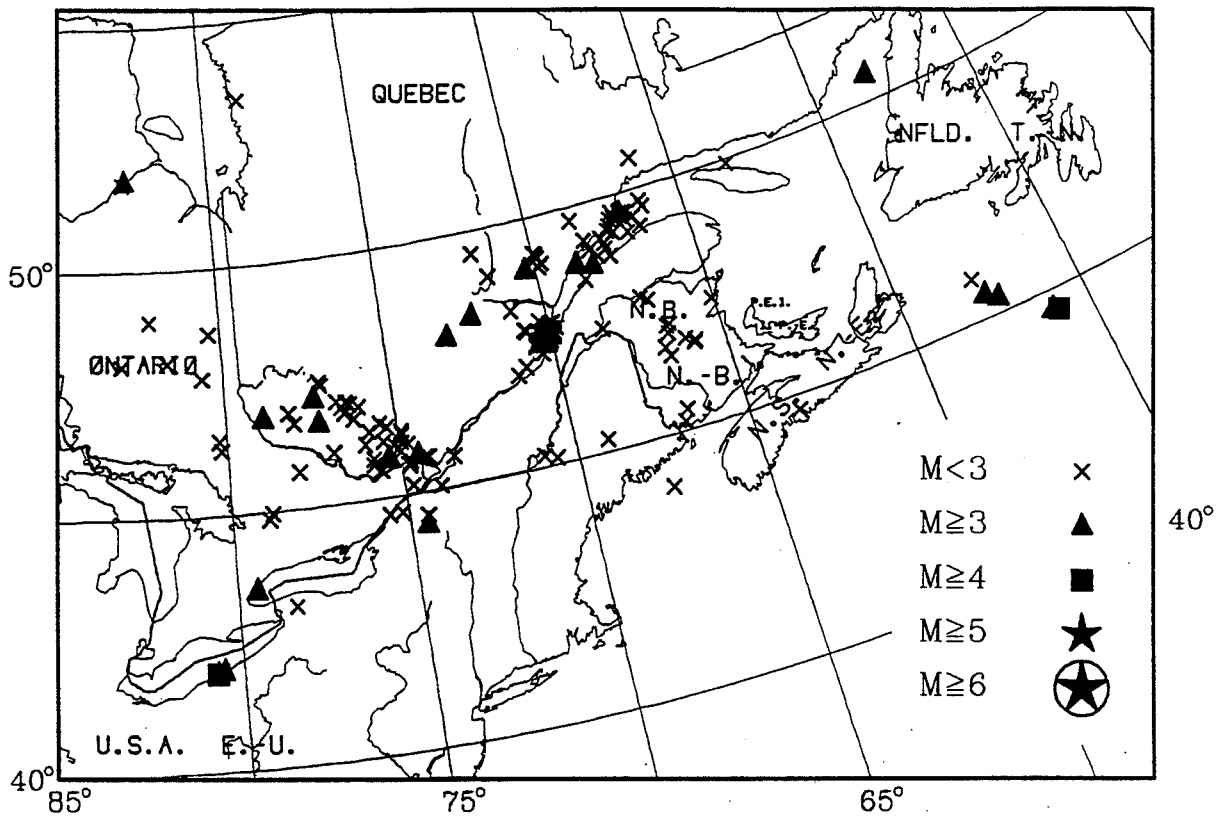 QUEBEC
NFLD. T.-N.
50°
P.E.I.
N.B.
ONTARIO
N.-B.
N.S.
N.
M<3
M≧3
40°
M≧4
M≧5
M≧6
U.S.A. E.-U.
40°
85°
75°
65°